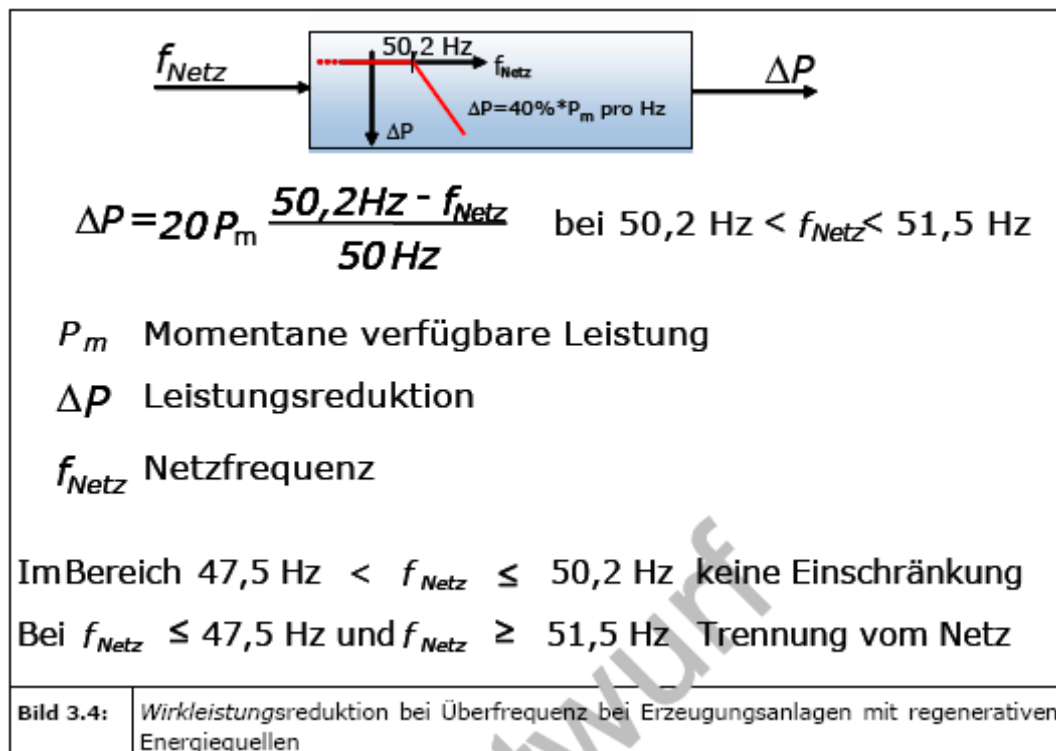 50,2 Hz
f_Netz
f_Netz
ΔP
ΔP=40%*P_m pro Hz
ΔP
ΔP = 20 P_m (50,2Hz - f_Netz) / (50 Hz) bei 50,2 Hz < f_Netz < 51,5 Hz
P_m Momentane verfügbare Leistung
ΔP Leistungsreduktion
f_Netz Netzfrequenz
Im Bereich 47,5 Hz < f_Netz ≤ 50,2 Hz keine Einschränkung
Bei f_Netz ≤ 47,5 Hz und f_Netz ≥ 51,5 Hz Trennung vom Netz
Bild 3.4: Wirkleistungsreduktion bei Überfrequenz bei Erzeugungsanlagen mit regenerativen
Energiequellen